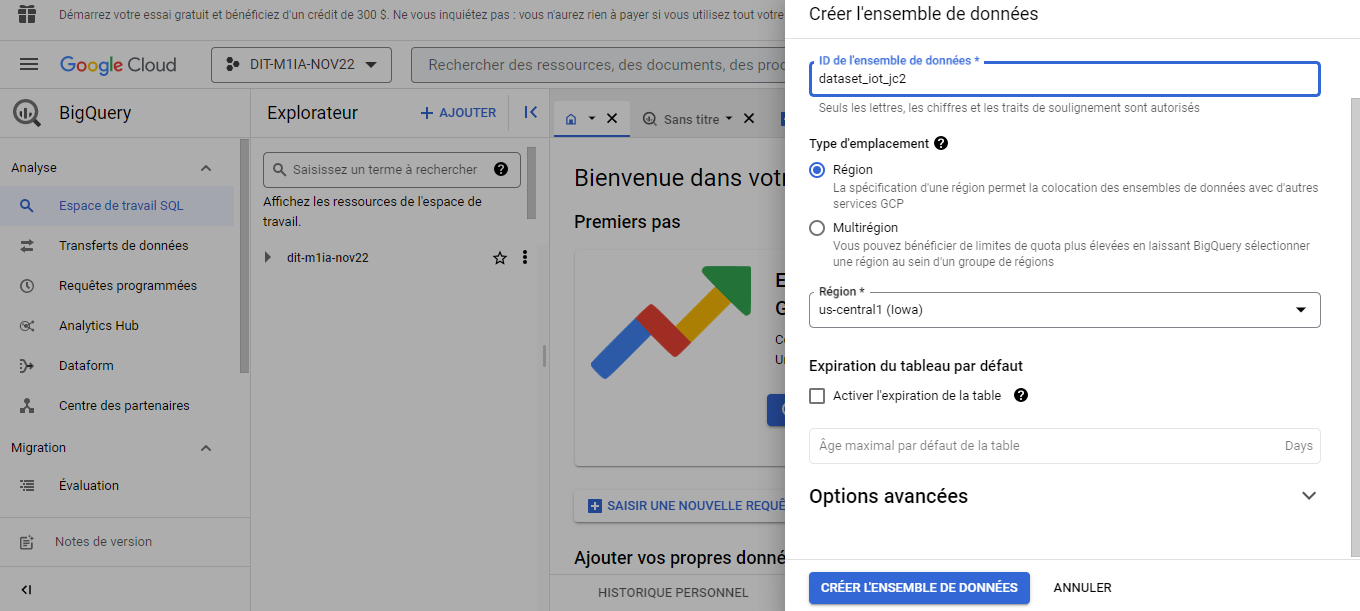 Démarrez votre essai gratuit et bénéficiez d'un crédit de 300 $. Ne vous inquiétez pas : vous n'aurez rien à payer si vous utilisez tout votre
Google Cloud
DIT-M1IA-NOV22
Rechercher des ressources, des documents, des
BigQuery
Analyse
Espace de travail SQL
Transferts de données
Requêtes programmées
Analytics Hub
Dataform
Centre des partenaires
Migration
Évaluation
Notes de version
Explorateur
AJOUTER
Saisissez un terme à rechercher
Affichez les ressources de l'espace de
travail.
dit-m1ia-nov22
Sans titre
Bienvenue dans
Premiers pas
SAISIR UNE NOUVELLE
Ajouter vos propres
HISTORIQUE PERSONNEL
Créer l'ensemble de données
ID de l'ensemble de données *
dataset_iot_jc2
Seuls les lettres, les chiffres et les traits de soulignement sont autorisés
Type d'emplacement
Région
La spécification d'une région permet la colocation des ensembles de données avec d'autres
services GCP
Multirégion
Vous pouvez bénéficier de limites de quota plus élevées en laissant BigQuery sélectionner
une région au sein d'un groupe de régions
Région *
us-central1 (Iowa)
Expiration du tableau par défaut
Activer l'expiration de la table
Âge maximal par défaut de la table Days
Options avancées
CRÉER L'ENSEMBLE DE DONNÉES ANNULER